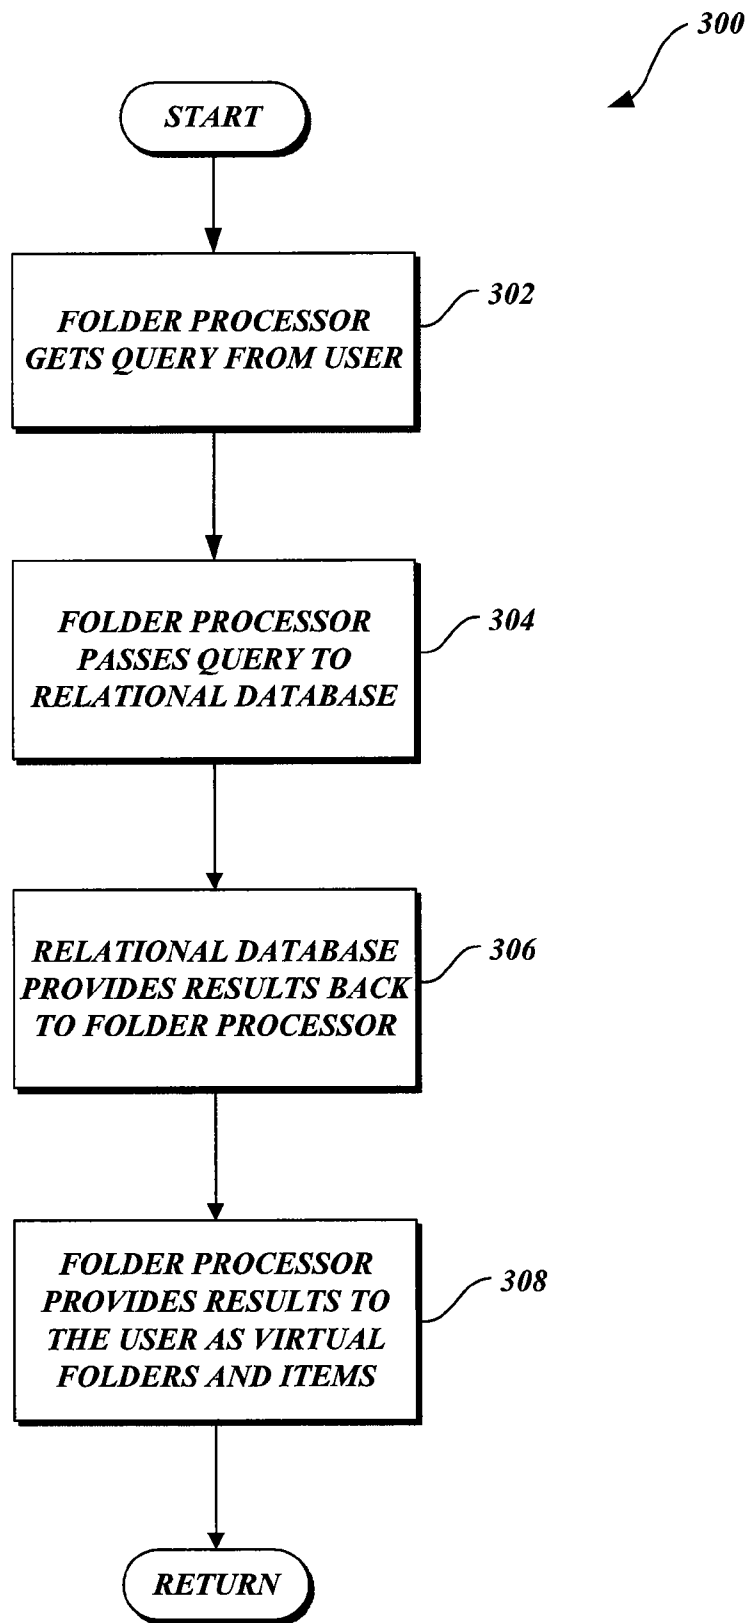 300
START
FOLDER PROCESSOR
GETS QUERY FROM USER
302
FOLDER PROCESSOR
PASSES QUERY TO
RELATIONAL DATABASE
304
RELATIONAL DATABASE
PROVIDES RESULTS BACK
TO FOLDER PROCESSOR
306
FOLDER PROCESSOR
PROVIDES RESULTS TO
THE USER AS VIRTUAL
FOLDERS AND ITEMS
308
RETURN